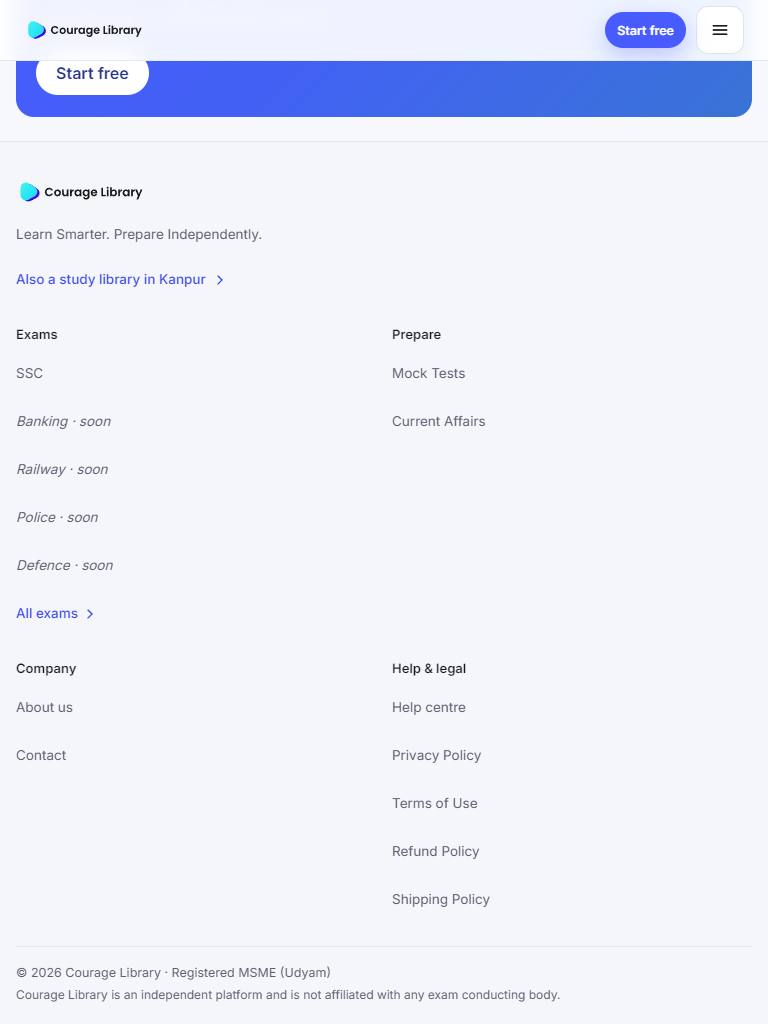 Courage Library
Start free
Start free
Courage Library
Learn Smarter. Prepare Independently.
Also a study library in Kanpur
Exams
SSC
Banking · soon
Railway · soon
Police · soon
Defence · soon
All exams
Prepare
Mock Tests
Current Affairs
Company
About us
Contact
Help & legal
Help centre
Privacy Policy
Terms of Use
Refund Policy
Shipping Policy
© 2026 Courage Library · Registered MSME (Udyam)
Courage Library is an independent platform and is not affiliated with any exam conducting body.